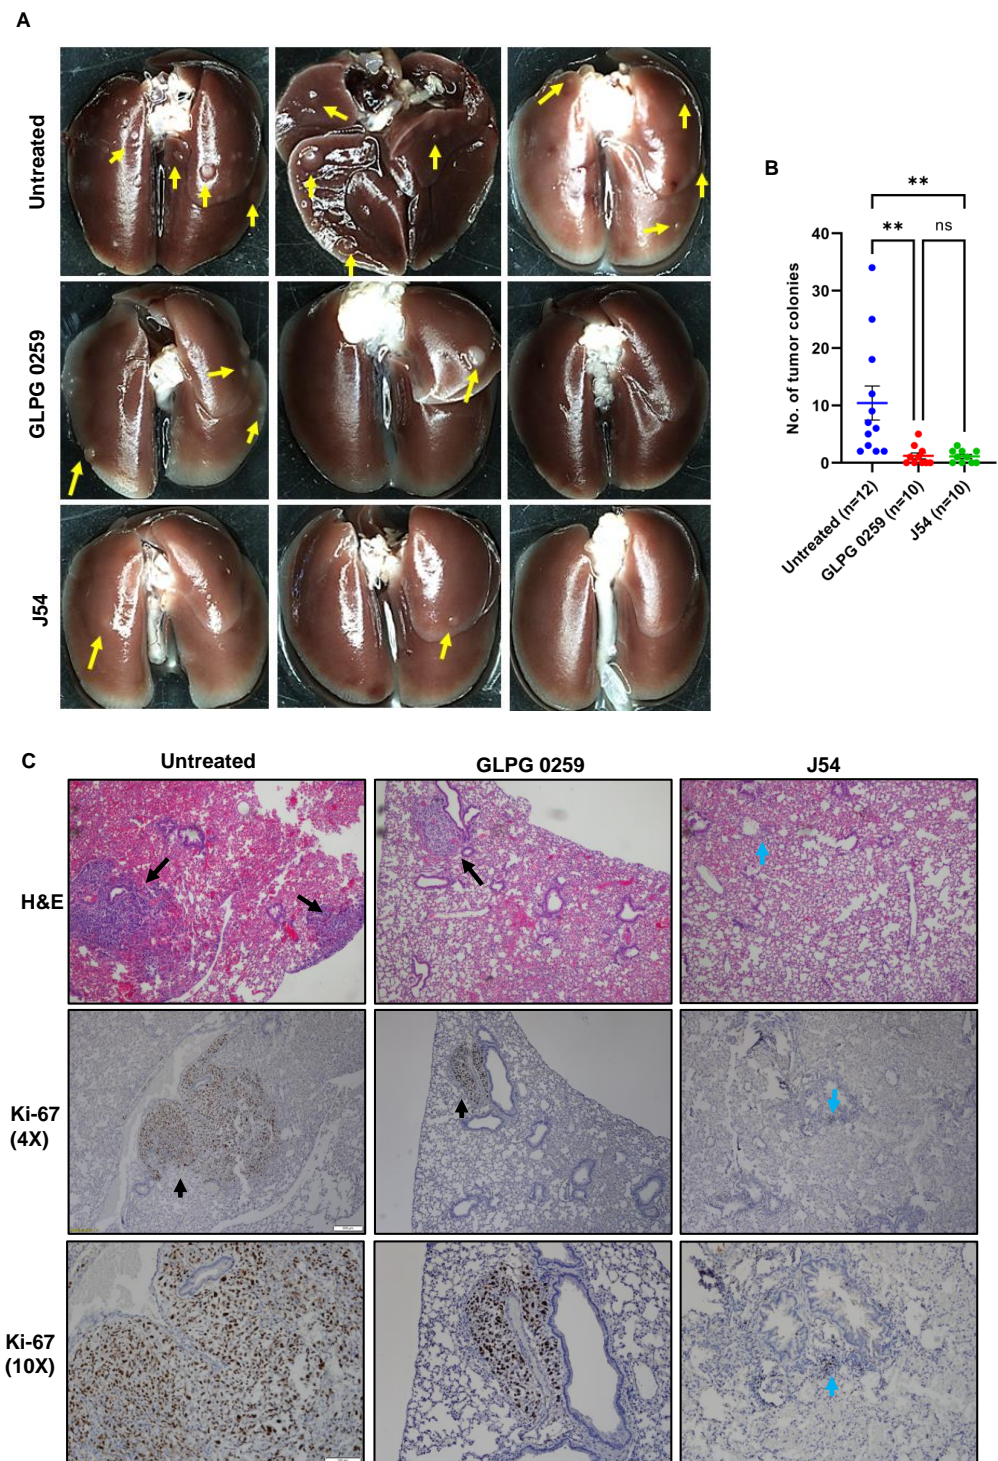 A
Untreated
GLPG 0259
J54
B
**
**
ns
40
30
20
10
0
No. of tumor colonies
Untreated (n=12)
GLPG 0259 (n=10)
J54 (n=10)
C
Untreated
GLPG 0259
J54
H&E
Ki-67
(4X)
Ki-67
(10X)